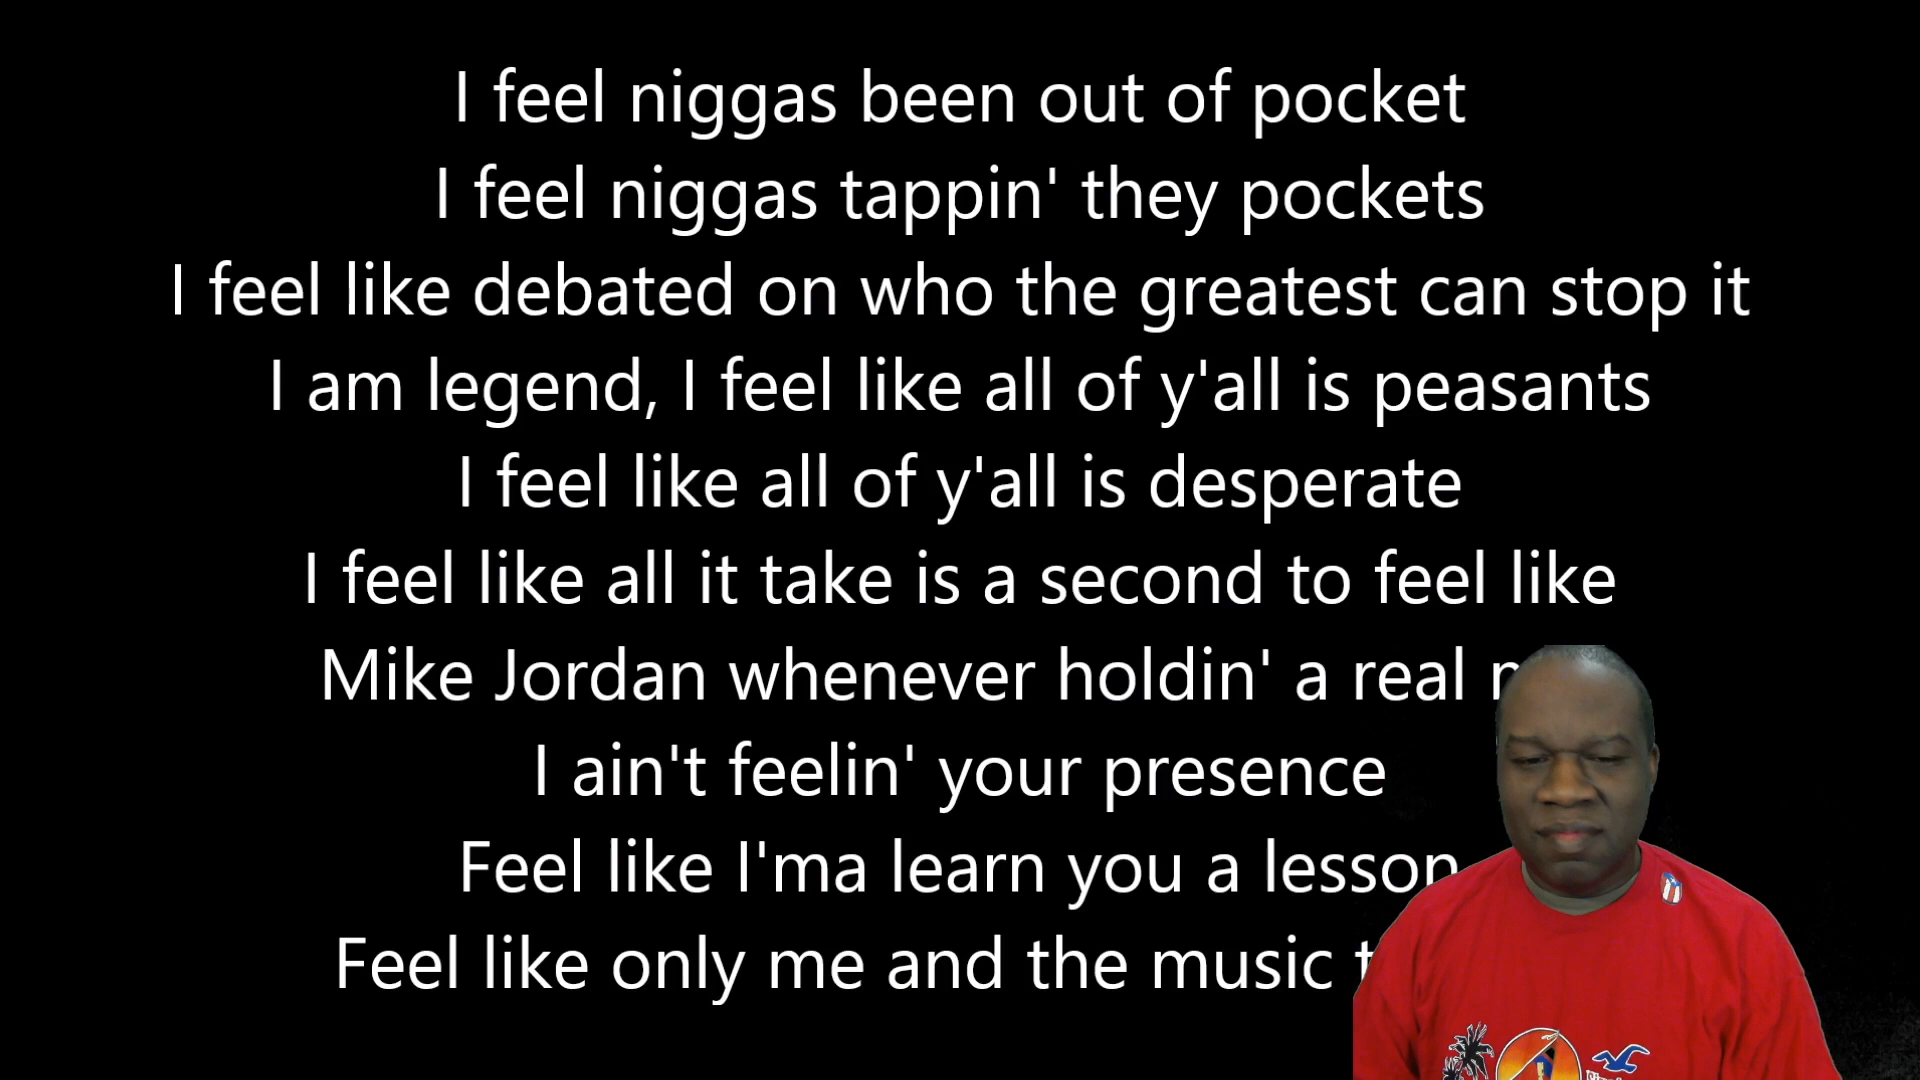 I feel niggas been out of pocket
I feel niggas tappin' they pockets
I feel like debated on who the greatest can stop it
I am legend, I feel like all of y'all is peasants
I feel like all of y'all is desperate
I feel like all it take is a second to feel like
Mike Jordan whenever holdin' a real
I ain't feelin' your presence
Feel like I'ma learn you a lesson
Feel like only me and the music